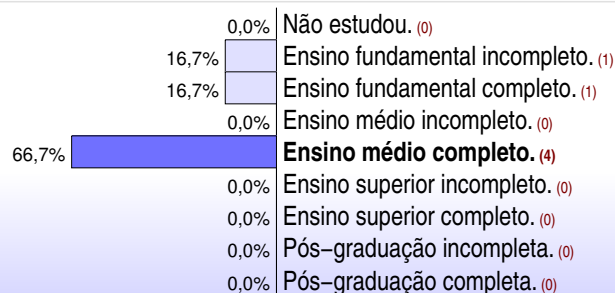 0,0% Não estudou. (0)
16,7% Ensino fundamental incompleto. (1)
16,7% Ensino fundamental completo. (1)
0,0% Ensino médio incompleto. (0)
66,7% Ensino médio completo. (4)
0,0% Ensino superior incompleto. (0)
0,0% Ensino superior completo. (0)
0,0% Pós−graduação incompleta. (0)
0,0% Pós−graduação completa. (0)